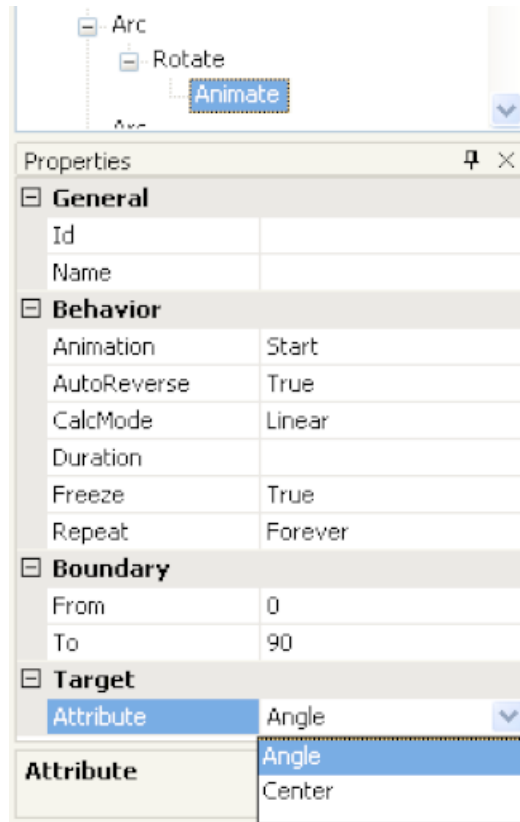 Arc
Rotate
Animate
Properties
General
Id
Name
Behavior
Animation Start
AutoReverse True
CalcMode Linear
Duration
Freeze True
Repeat Forever
Boundary
From 0
To 90
Target
Attribute Angle
Angle
Attribute
Center